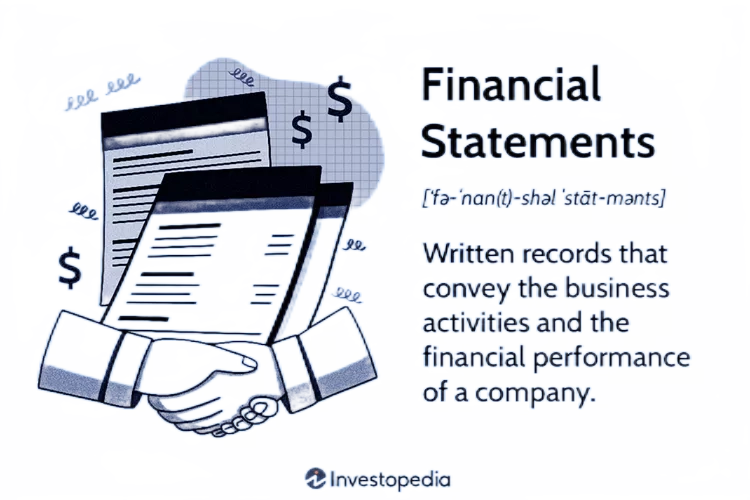 $
$
$
Financial
Statements
[ˈfə-ˈnan(t)-shəl ˈstāt-mənts]
Written records that
convey the business
activities and the
financial performance
of a company.
Investopedia